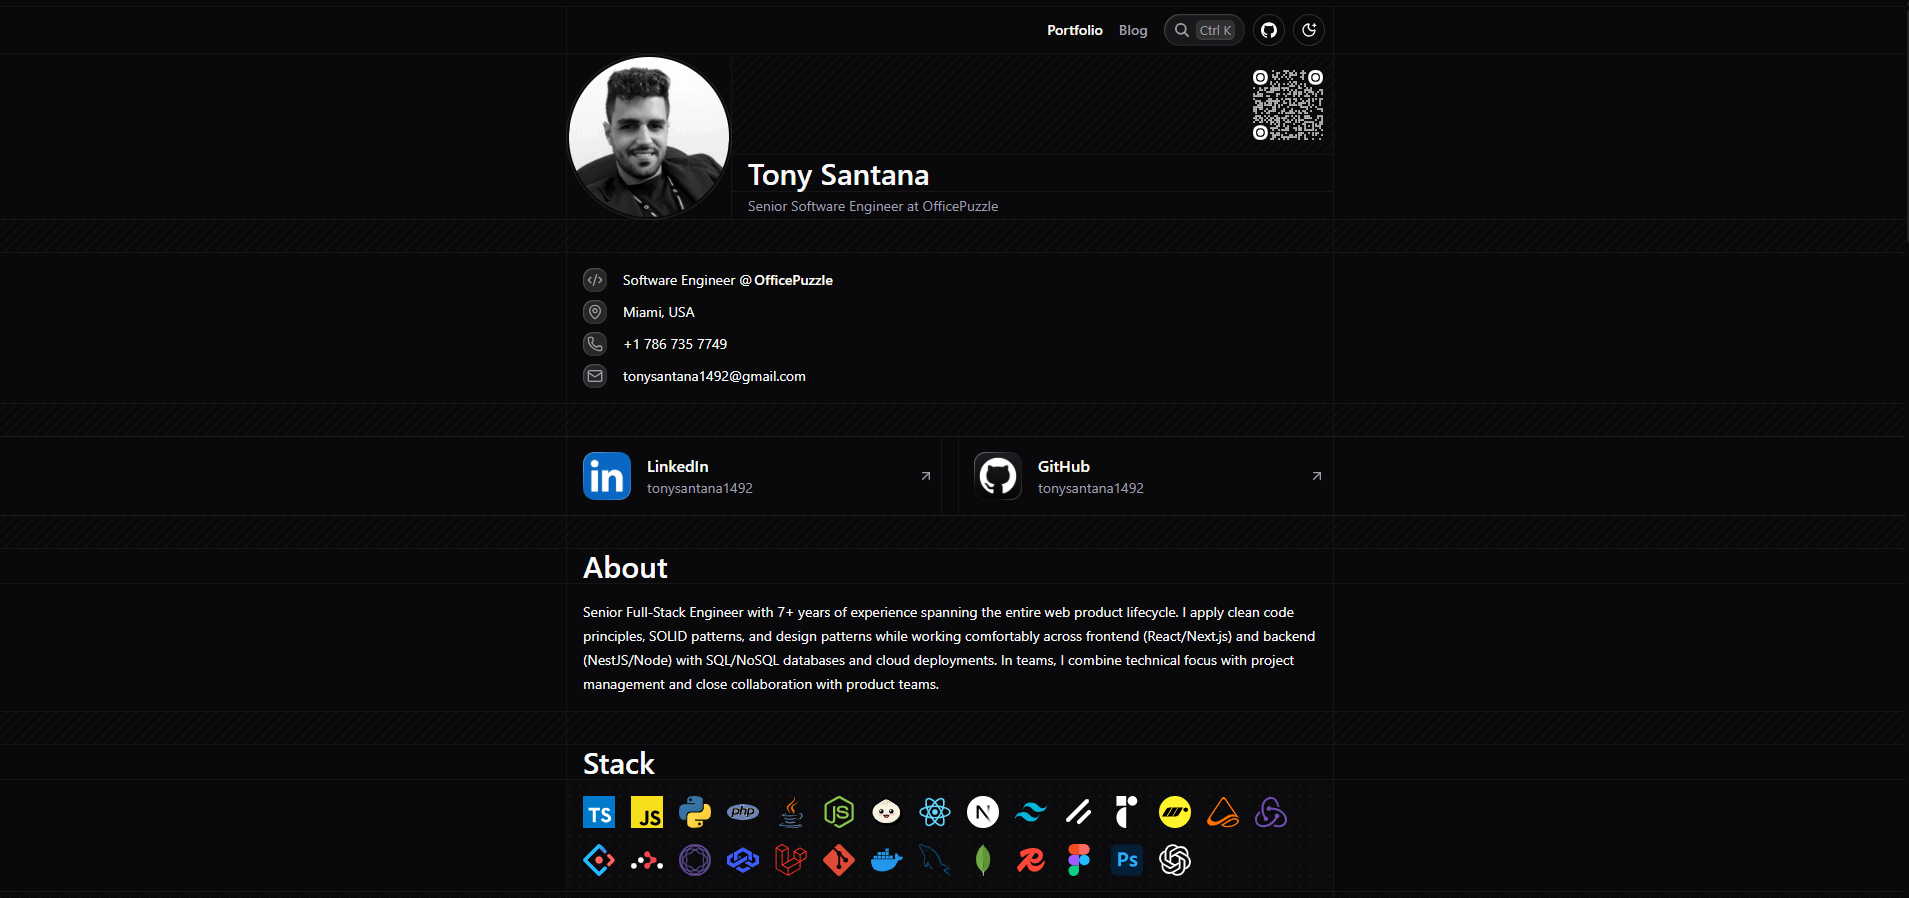 Portfolio Blog Ctrl K
Tony Santana
Senior Software Engineer at OfficePuzzle
Software Engineer @OfficePuzzle
Miami, USA
+1 786 735 7749
tonysantana1492@gmail.com
in LinkedIn
tonysantana1492
GitHub
tonysantana1492
About
Senior Full-Stack Engineer with 7+ years of experience spanning the entire web product lifecycle. I apply clean code
principles, SOLID patterns, and design patterns while working comfortably across frontend (React/Next.js) and backend
(NestJS/Node) with SQL/NoSQL databases and cloud deployments. In teams, I combine technical focus with project
management and close collaboration with product teams.
Stack
TS JS php JS N
Ps